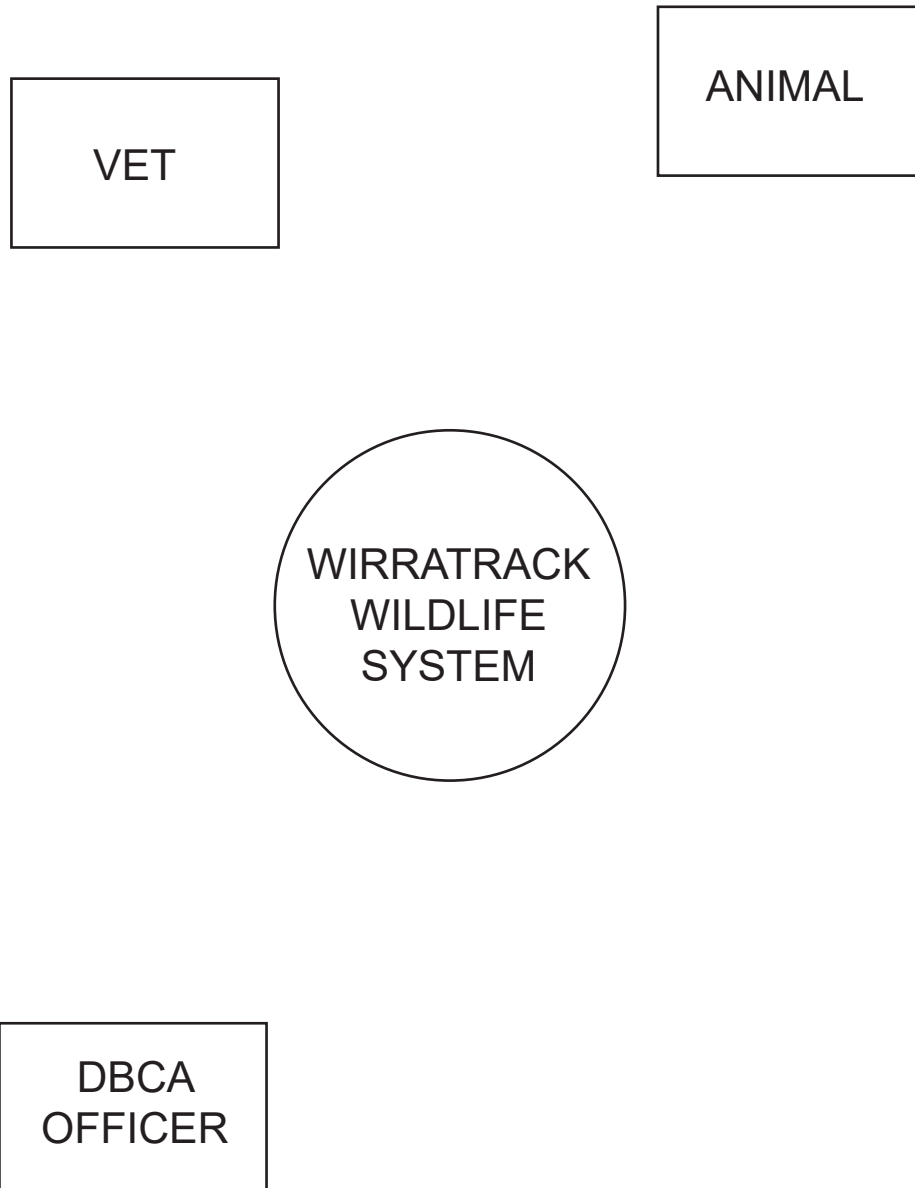 ANIMAL
VET
WIRRATRACK
WILDLIFE
SYSTEM
DBCA
OFFICER